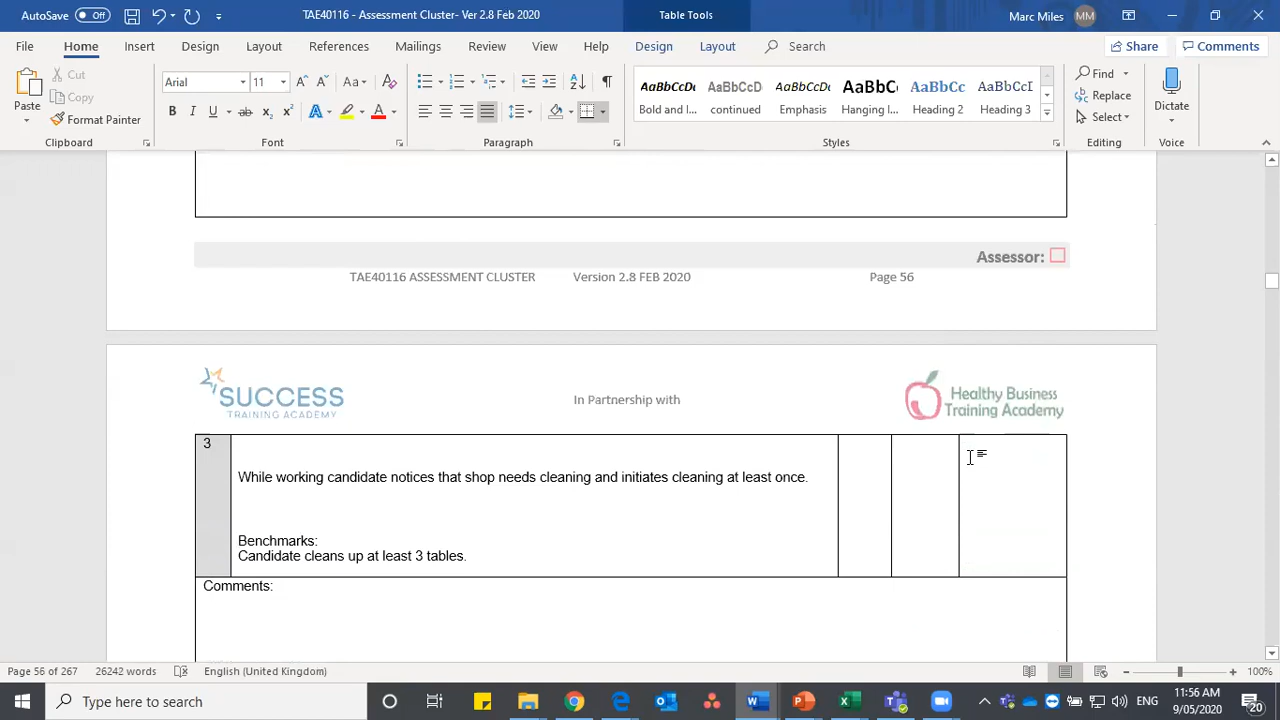 AutoSave Off TAE40116 - Assessment Cluster- Ver 2.8 Feb 2020 Table Tools Marc Miles MM
File Home Insert Design Layout References Mailings Review View Help Design Layout Search Share Comments
Paste
Cut
Copy
Format Painter
Clipboard
Arial 11
Font
Paragraph
AaBbCcDc AaBbCcDc AaBbCcDc AaBbC AaBbCc AaBbCcI
Bold and I... continued Emphasis Hanging I... Heading 2 Heading 3
Styles
Find
Replace
Select
Editing
Dictate
Voice
Assessor:
TAE40116 ASSESSMENT CLUSTER Version 2.8 FEB 2020 Page 56
SUCCESS
TRAINING ACADEMY
In Partnership with
Healthy Business
Training Academy
3
While working candidate notices that shop needs cleaning and initiates cleaning at least once.
Benchmarks:
Candidate cleans up at least 3 tables.
Comments:
Page 56 of 267 26242 words English (United Kingdom) 100%
Type here to search
ENG
11:56 AM
9/05/2020
20